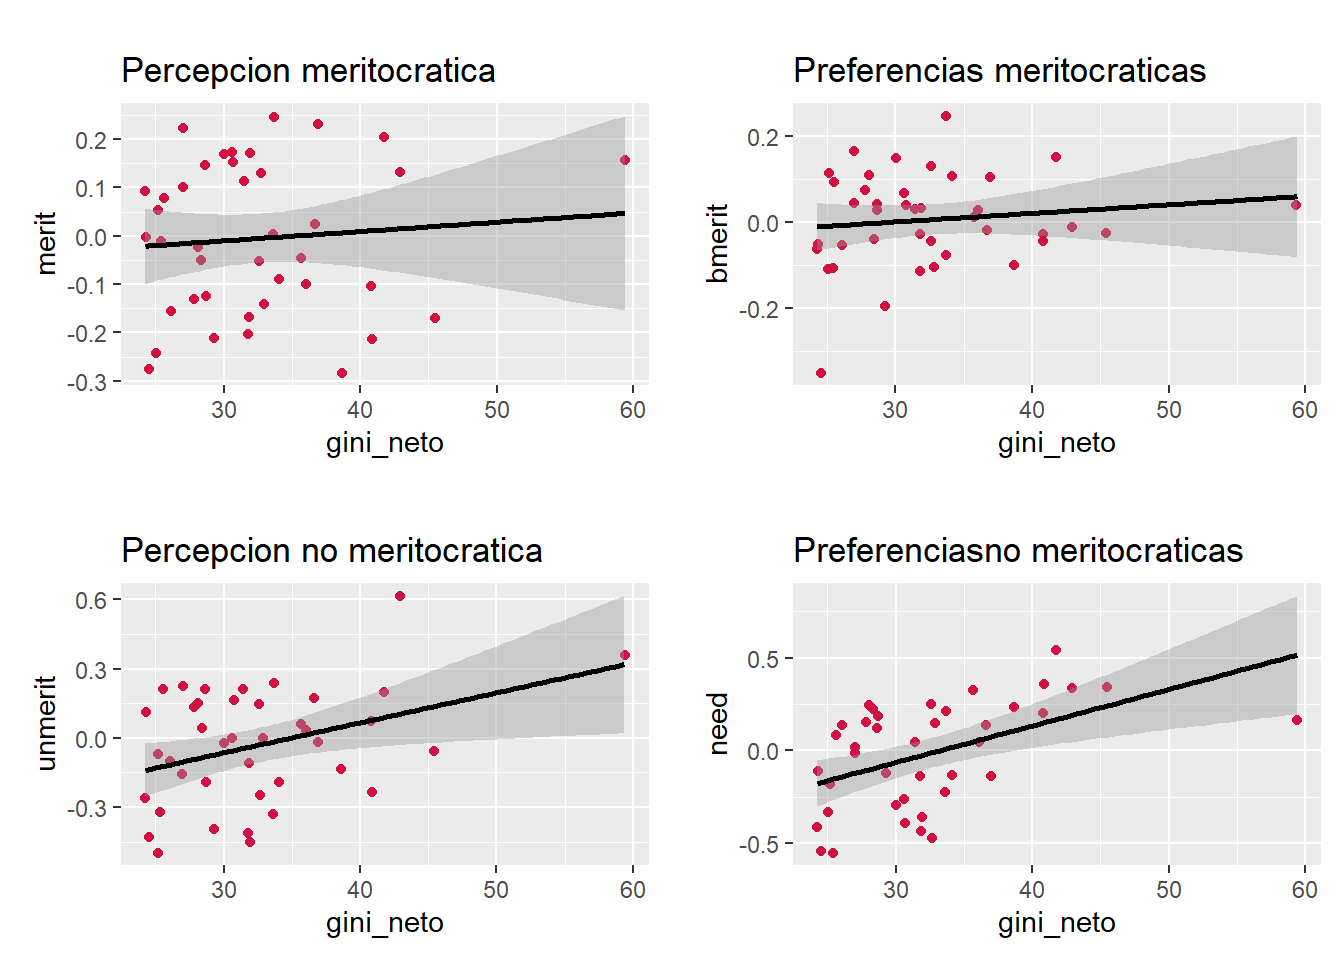 Percepcion meritocratica
merit
0.2
0.1
0.0
-0.1
-0.2
-0.3
30 40 50 60
gini_neto
Preferencias meritocraticas
bmerit
0.2
0.0
-0.2
30 40 50 60
gini_neto
Percepcion no meritocratica
unmerit
0.6
0.3
0.0
-0.3
30 40 50 60
gini_neto
Preferenciasno meritocraticas
need
0.5
0.0
-0.5
30 40 50 60
gini_neto